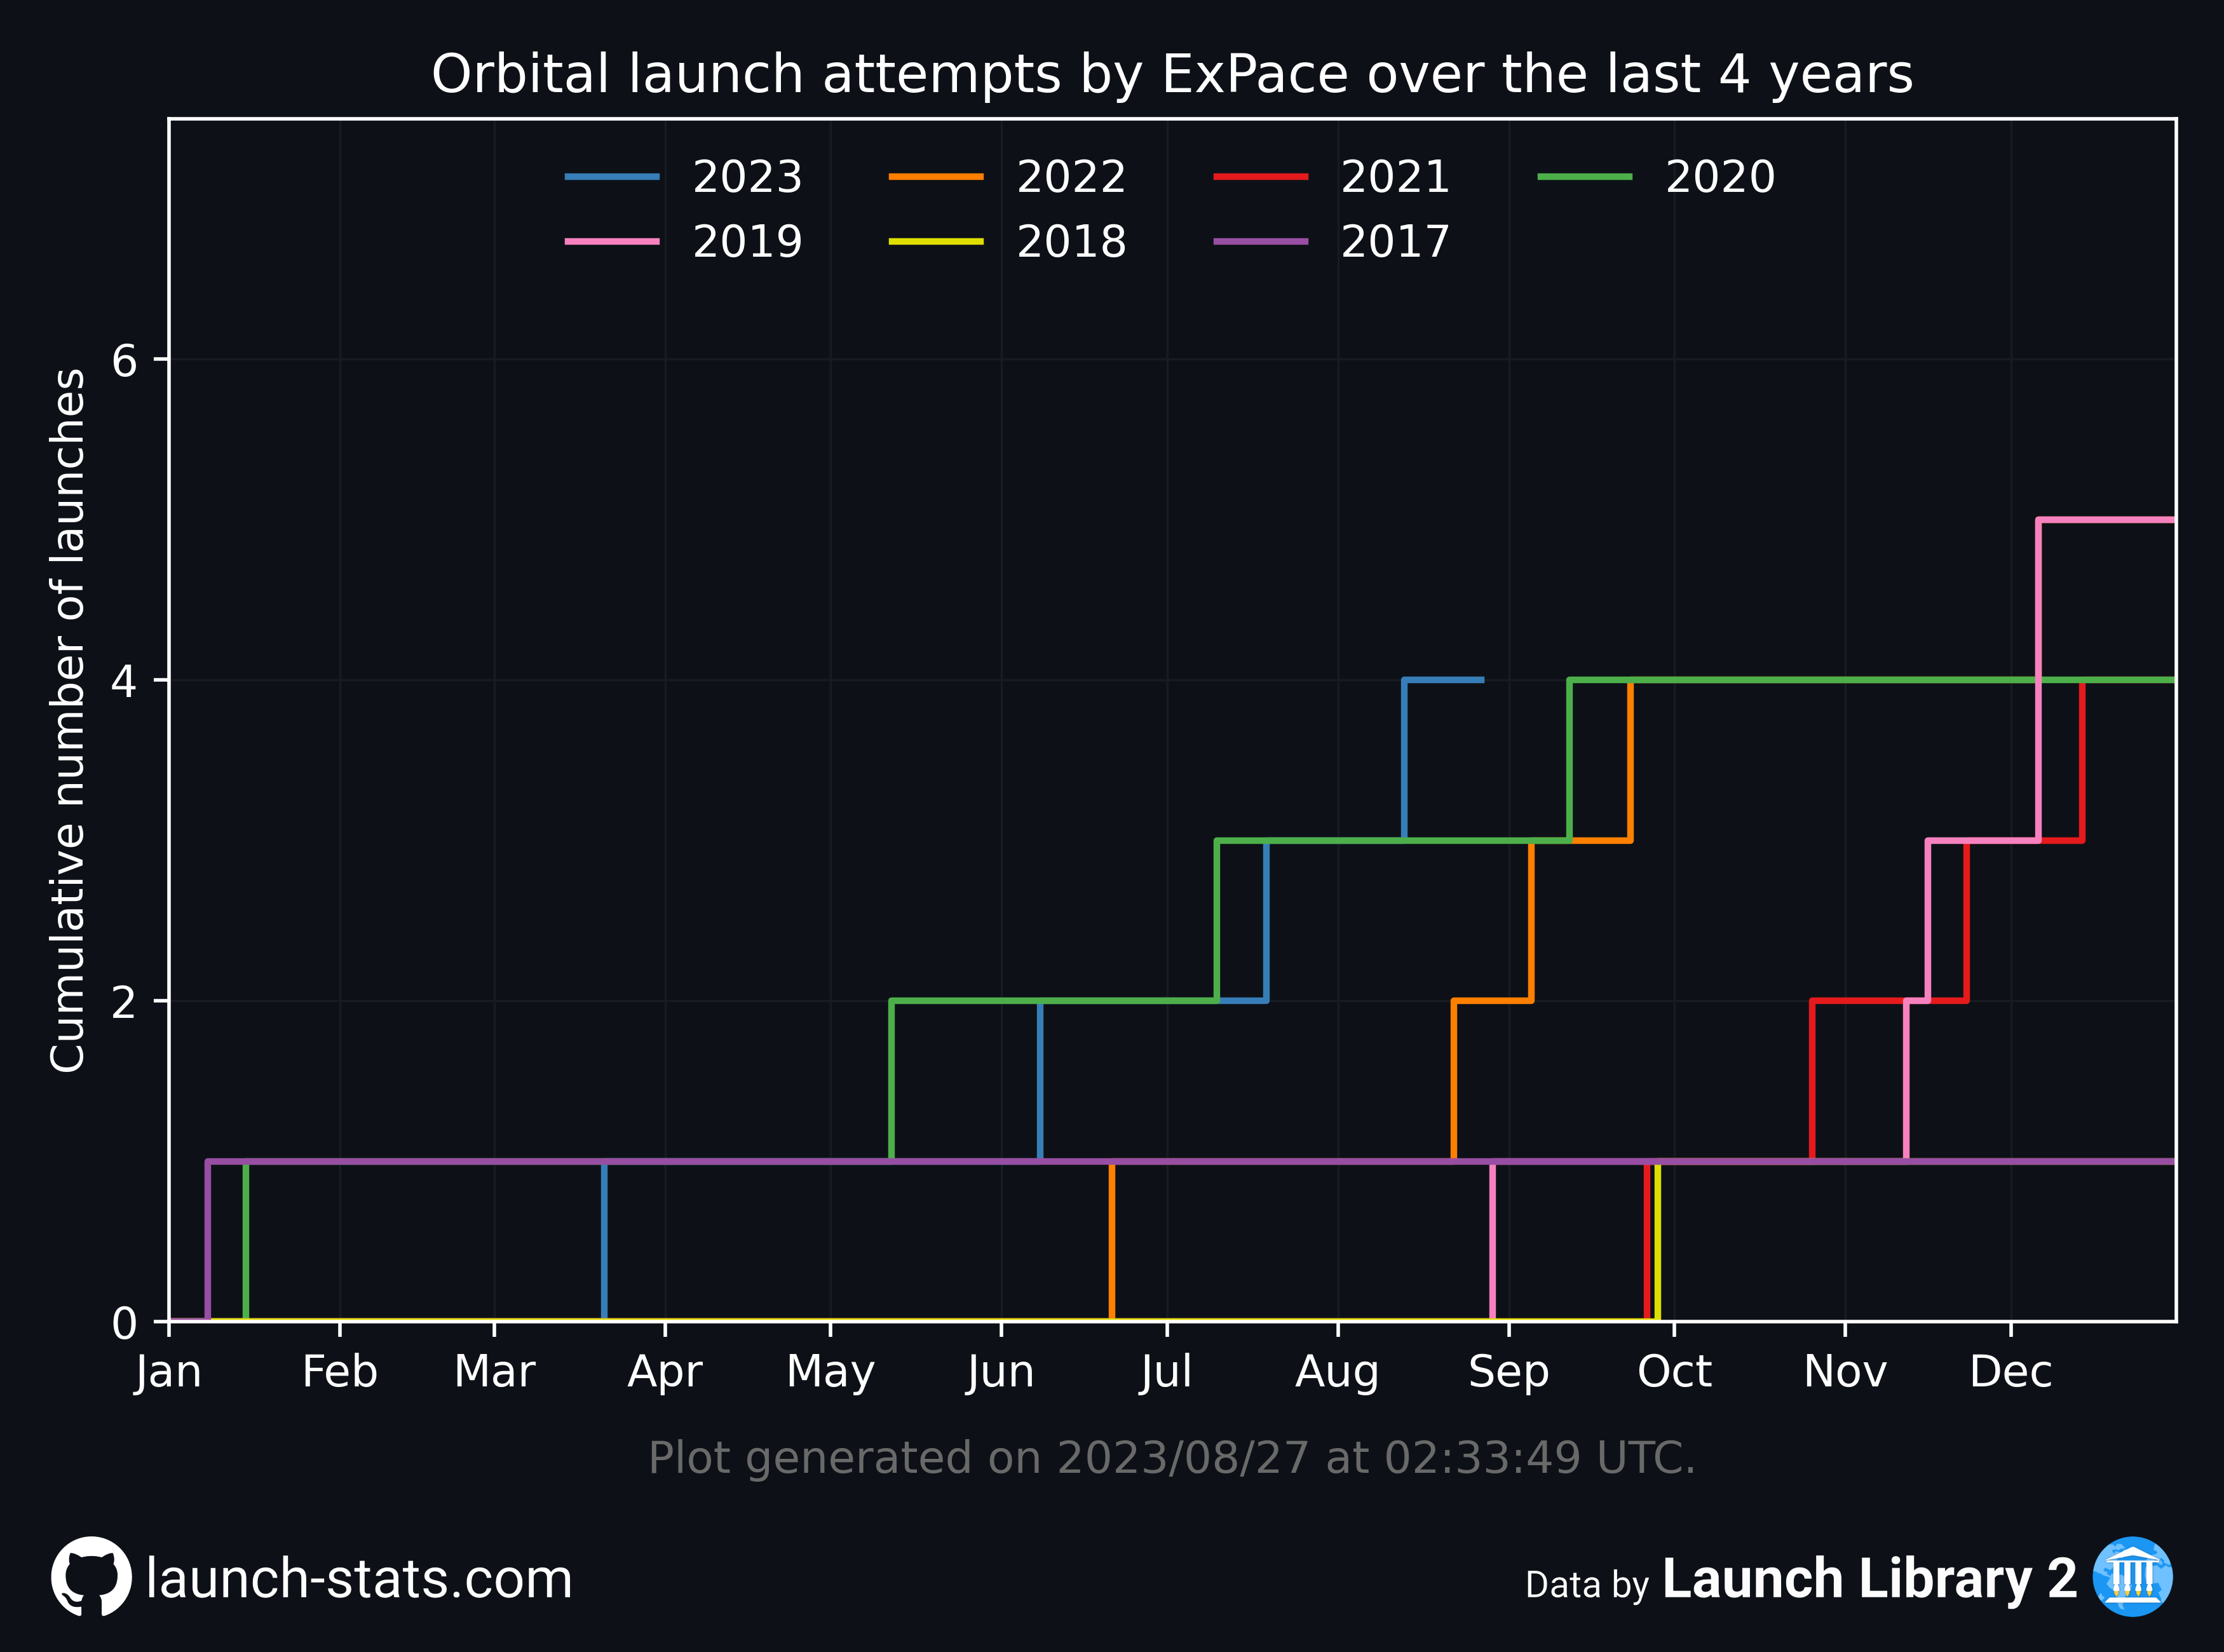 Orbital launch attempts by ExPace over the last 4 years
2023 2022 2021 2020
2019 2018 2017
Cumulative number of launches
6
4
2
0
Jan Feb Mar Apr May Jun Jul Aug Sep Oct Nov Dec
Plot generated on 2023/08/27 at 02:33:49 UTC.
launch-stats.com
Data by Launch Library 2